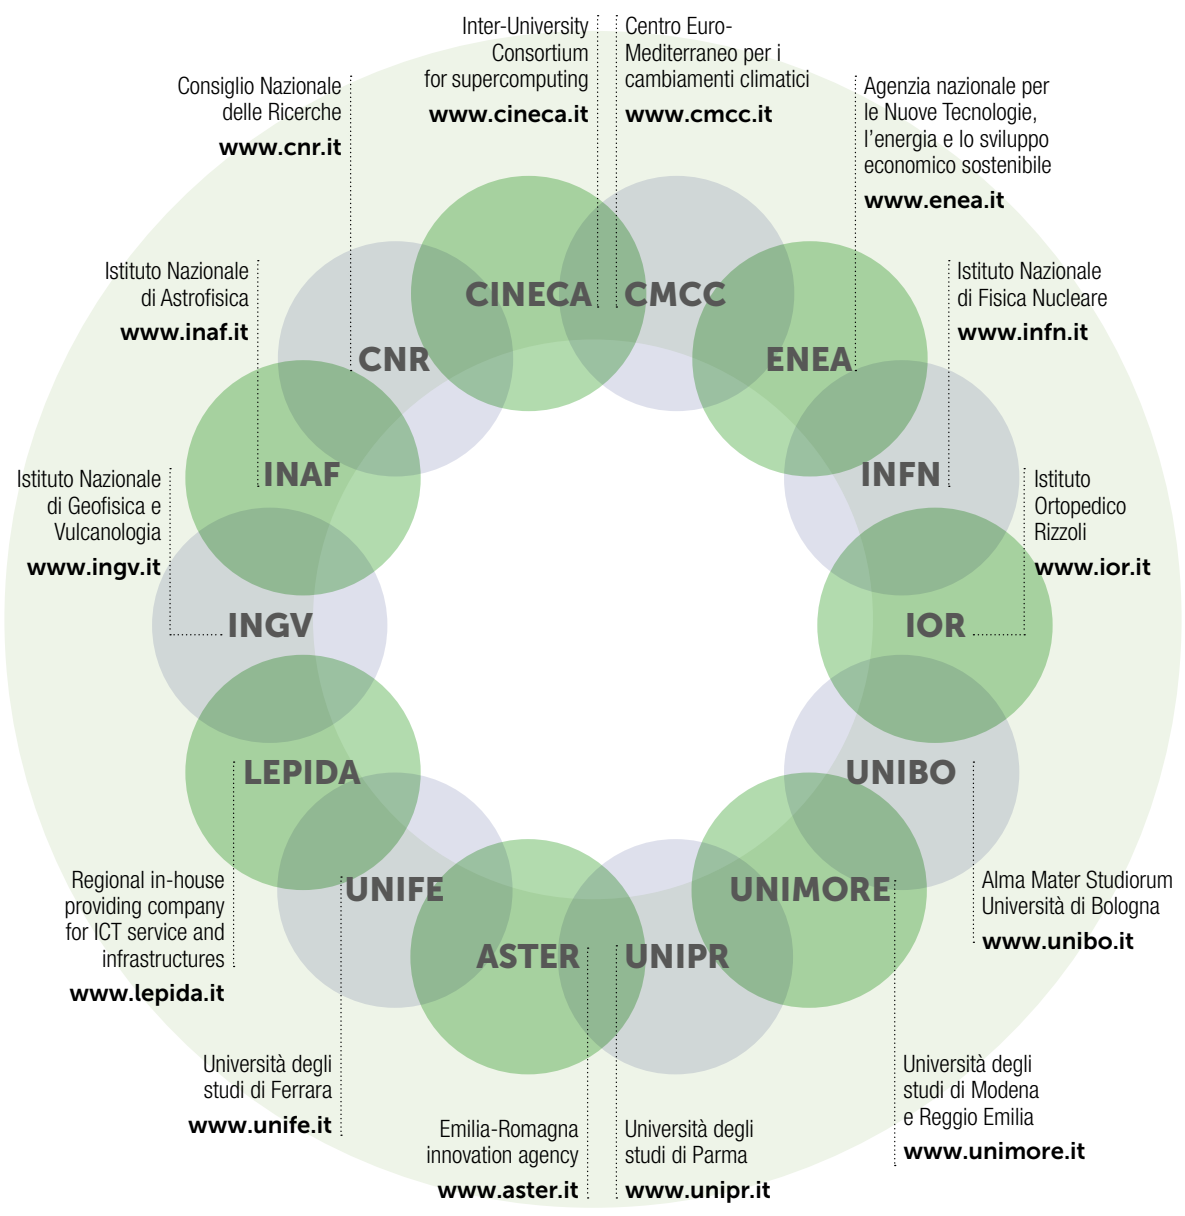 Inter-University
Consortium
for supercomputing
www.cineca.it
Centro Euro-
Mediterraneo per i
cambiamenti climatici
www.cmcc.it
Consiglio Nazionale
delle Ricerche
www.cnr.it
Agenzia nazionale per
le Nuove Tecnologie,
l'energia e lo sviluppo
economico sostenibile
www.enea.it
Istituto Nazionale
di Astrofisica
www.inaf.it
Istituto Nazionale
di Fisica Nucleare
www.infn.it
CINECA
CMCC
CNR
ENEA
INAF
INFN
Istituto Nazionale
di Geofisica e
Vulcanologia
www.ingv.it
Istituto
Ortopedico
Rizzoli
www.ior.it
INGV
IOR
LEPIDA
UNIBO
UNIFE
UNIMORE
ASTER
UNIPR
Regional in-house
providing company
for ICT service and
infrastructures
www.lepida.it
Alma Mater Studiorum
Università di Bologna
www.unibo.it
Università degli
studi di Ferrara
www.unife.it
Università degli
studi di Modena
e Reggio Emilia
www.unimore.it
Emilia-Romagna
innovation agency
www.aster.it
Università degli
studi di Parma
www.unipr.it